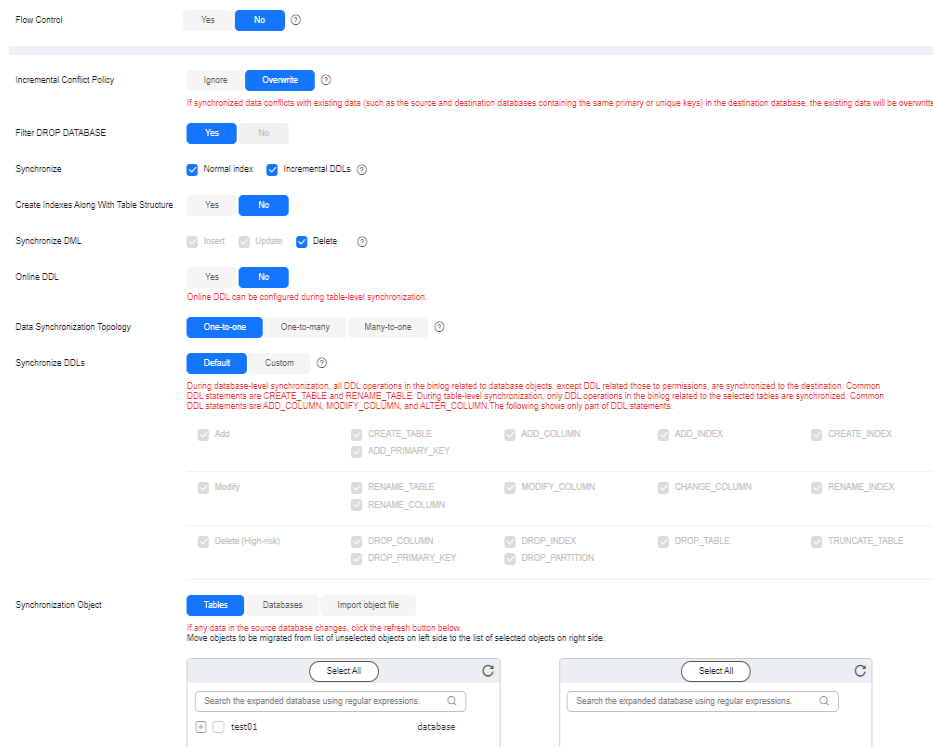 Flow Control Yes No
Incremental Conflict Policy Ignore Overwrite
If synchronized data conflicts with existing data (such as the source and destination databases containing the same primary or unique keys) in the destination database, the existing data will be overwritte
Filter DROP DATABASE Yes No
Synchronize Normal index Incremental DDLs
Create Indexes Along With Table Structure Yes No
Synchronize DML Insert Update Delete
Online DDL Yes No
Online DDL can be configured during table-level synchronization.
Data Synchronization Topology One-to-one One-to-many Many-to-one
Synchronize DDLs Default Custom
During database-level synchronization, all DDL operations in the binlog related to database objects, except DDL related those to permissions, are synchronized to the destination. Common
DDL statements are CREATE_TABLE and RENAME_TABLE. During table-level synchronization, only DDL operations in the binlog related to the selected tables are synchronized. Common
DDL statements are ADD_COLUMN, MODIFY_COLUMN, and ALTER_COLUMN.The following shows only part of DDL statements.
Add CREATE_TABLE ADD_COLUMN ADD_INDEX CREATE_INDEX
ADD_PRIMARY_KEY
Modify RENAME_TABLE MODIFY_COLUMN CHANGE_COLUMN RENAME_INDEX
RENAME_COLUMN
Delete (High-risk) DROP_COLUMN DROP_INDEX DROP_TABLE TRUNCATE_TABLE
DROP_PRIMARY_KEY DROP_PARTITION
Synchronization Object Tables Databases Import object file
If any data in the source database changes, click the refresh button below.
Move objects to be migrated from list of unselected objects on left side to the list of selected objects on right side.
Select All Select All
Search the expanded database using regular expressions. Search the expanded database using regular expressions.
test01 database